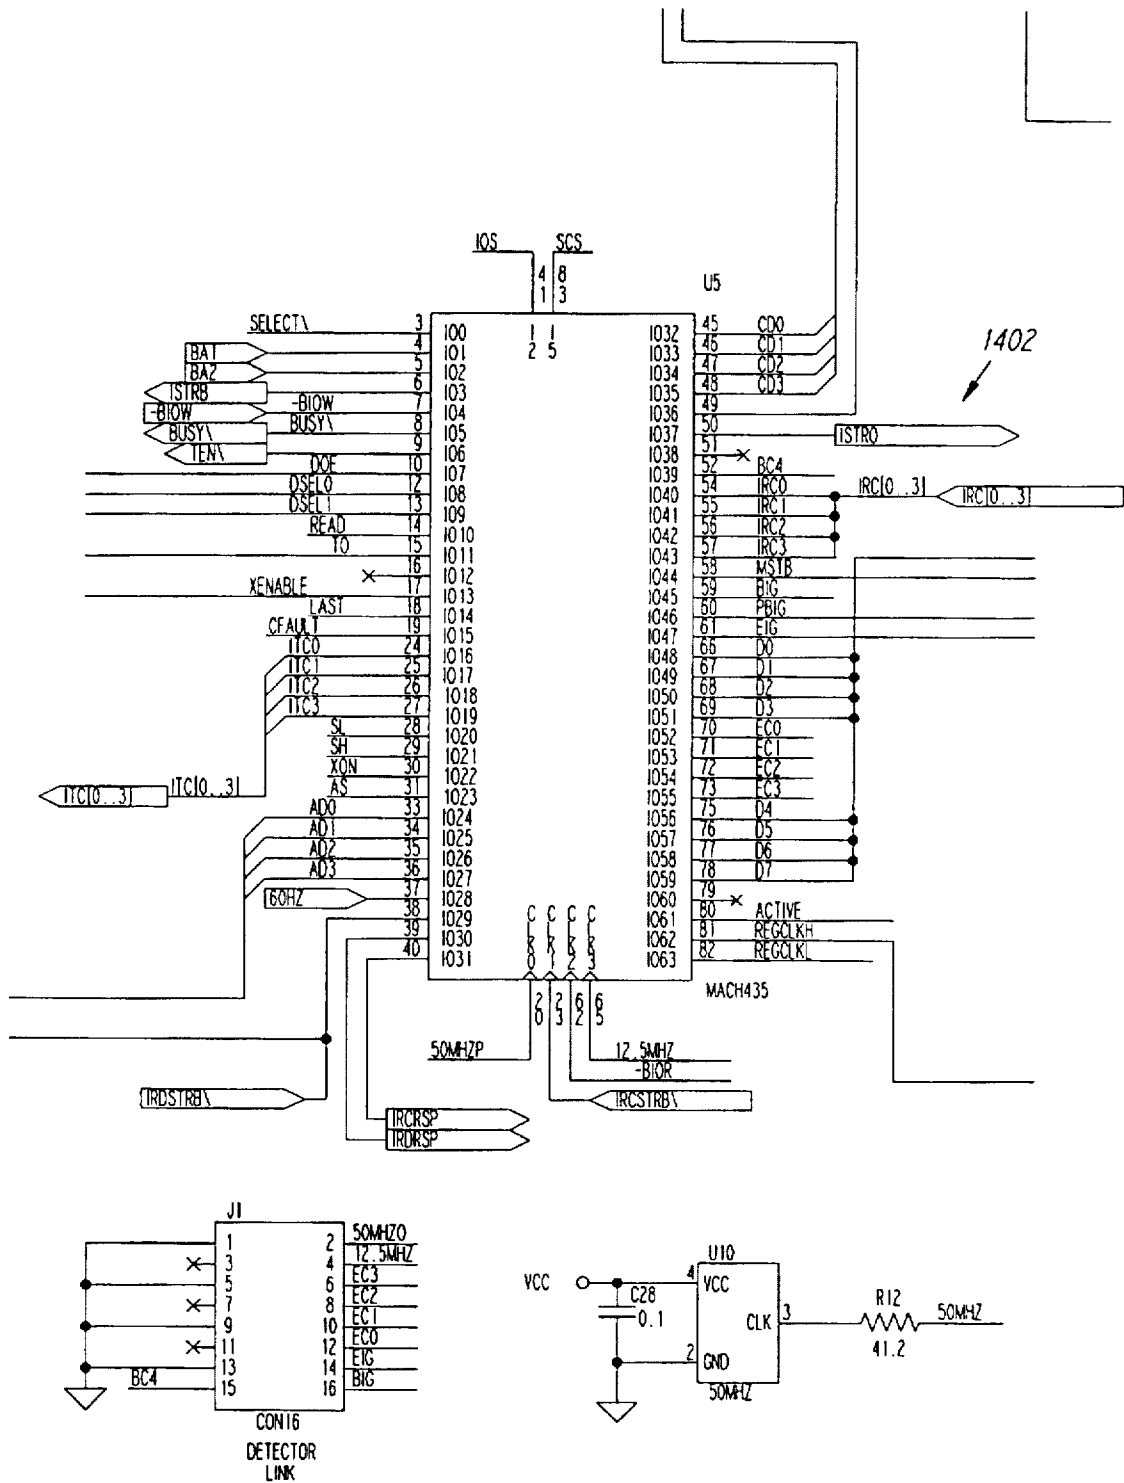 IOS SCS
4 8
1 3
U5
1402
I2 I5
SELECT\ 3 IO0
BA1 4 IO1
BA2 5 IO2
ISTRB 6 IO3
-BIOW -BIOW 7 IO4
BUSY\ BUSY\ 8 IO5
TEN\ 9 IO6
DOE 10 IO7
DSEL0 12 IO8
DSEL1 13 IO9
READ 14 IO10
TO 15 IO11
16 IO12
XENABLE 17 IO13
LAST 18 IO14
CFAULT 19 IO15
ITC0 24 IO16
ITC1 25 IO17
ITC2 26 IO18
ITC3 27 IO19
SL 28 IO20
SH 29 IO21
XON 30 IO22
AS 31 IO23
ITC[0..3] ITC[0..3]
AD0 33 IO24
AD1 34 IO25
AD2 35 IO26
AD3 36 IO27
60HZ 37 IO28
38 IO29
39 IO30
40 IO31
IO32 45 CD0
IO33 46 CD1
IO34 47 CD2
IO35 48 CD3
IO36 49
IO37 50 ISTRO
IO38 51
IO39 52 BC4
IO40 54 IRC0 IRC[0..3] IRC[0..3]
IO41 55 IRC1
IO42 56 IRC2
IO43 57 IRC3
IO44 58 MSTB
IO45 59 BIG
IO46 60 PBIG
IO47 61 EIG
IO48 66 D0
IO49 67 D1
IO50 68 D2
IO51 69 D3
IO52 70 EC0
IO53 71 EC1
IO54 72 EC2
IO55 73 EC3
IO56 75 D4
IO57 76 D5
IO58 77 D6
IO59 78 D7
IO60 79
IO61 80 ACTIVE
IO62 81 REGCLKH
IO63 82 REGCLKL
CLK0 CLK1 CLK2 CLK3
MACH435
20 23 62 65
50MHZP
12.5MHZ
-BIOR
IRDSTRB\
IRCSTRB\
IRCRSP
IRDRSP
J1
1 2 50MHZO
3 4 12.5MHZ
5 6 EC3
7 8 EC2
9 10 EC1
11 12 EC0
13 14 EIG
BC4 15 16 BIG
CON16
DETECTOR
LINK
U10
VCC 4 VCC
C28
0.1
CLK 3 R12 50MHZ
41.2
2 GND
50MHZ